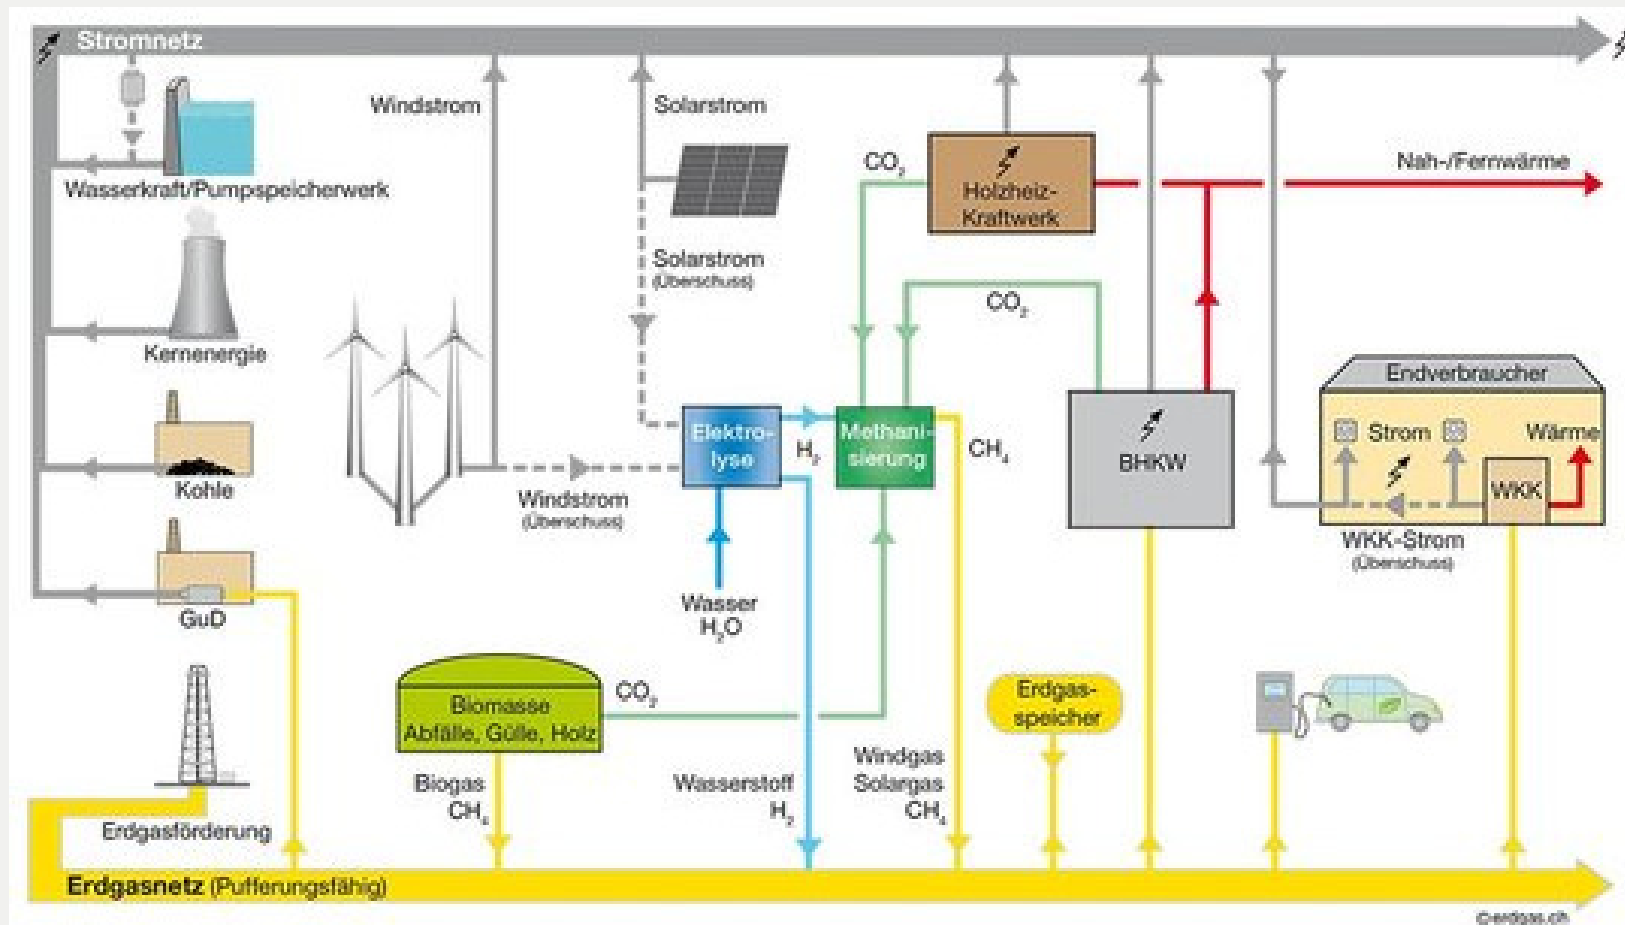 Stromnetz
Windstrom
Solarstrom
CO₂
Holzheiz-
Kraftwerk
Nah-/Fernwärme
Wasserkraft/Pumpspeicherwerk
Solarstrom
(Überschuss)
CO₂
Kernenergie
Endverbraucher
Elektro-
lyse
H₂
Methani-
sierung
CH₄
BHKW
Strom
Wärme
WKK
Kohle
Windstrom
(Überschuss)
WKK-Strom
(Überschuss)
GuD
Wasser
H₂O
Biomasse
Abfälle, Gülle, Holz
CO₂
Erdgas-
speicher
Biogas
CH₄
Wasserstoff
H₂
Windgas
Solargas
CH₄
Erdgasförderung
Erdgasnetz (Pufferungsfähig)
©erdgas.ch